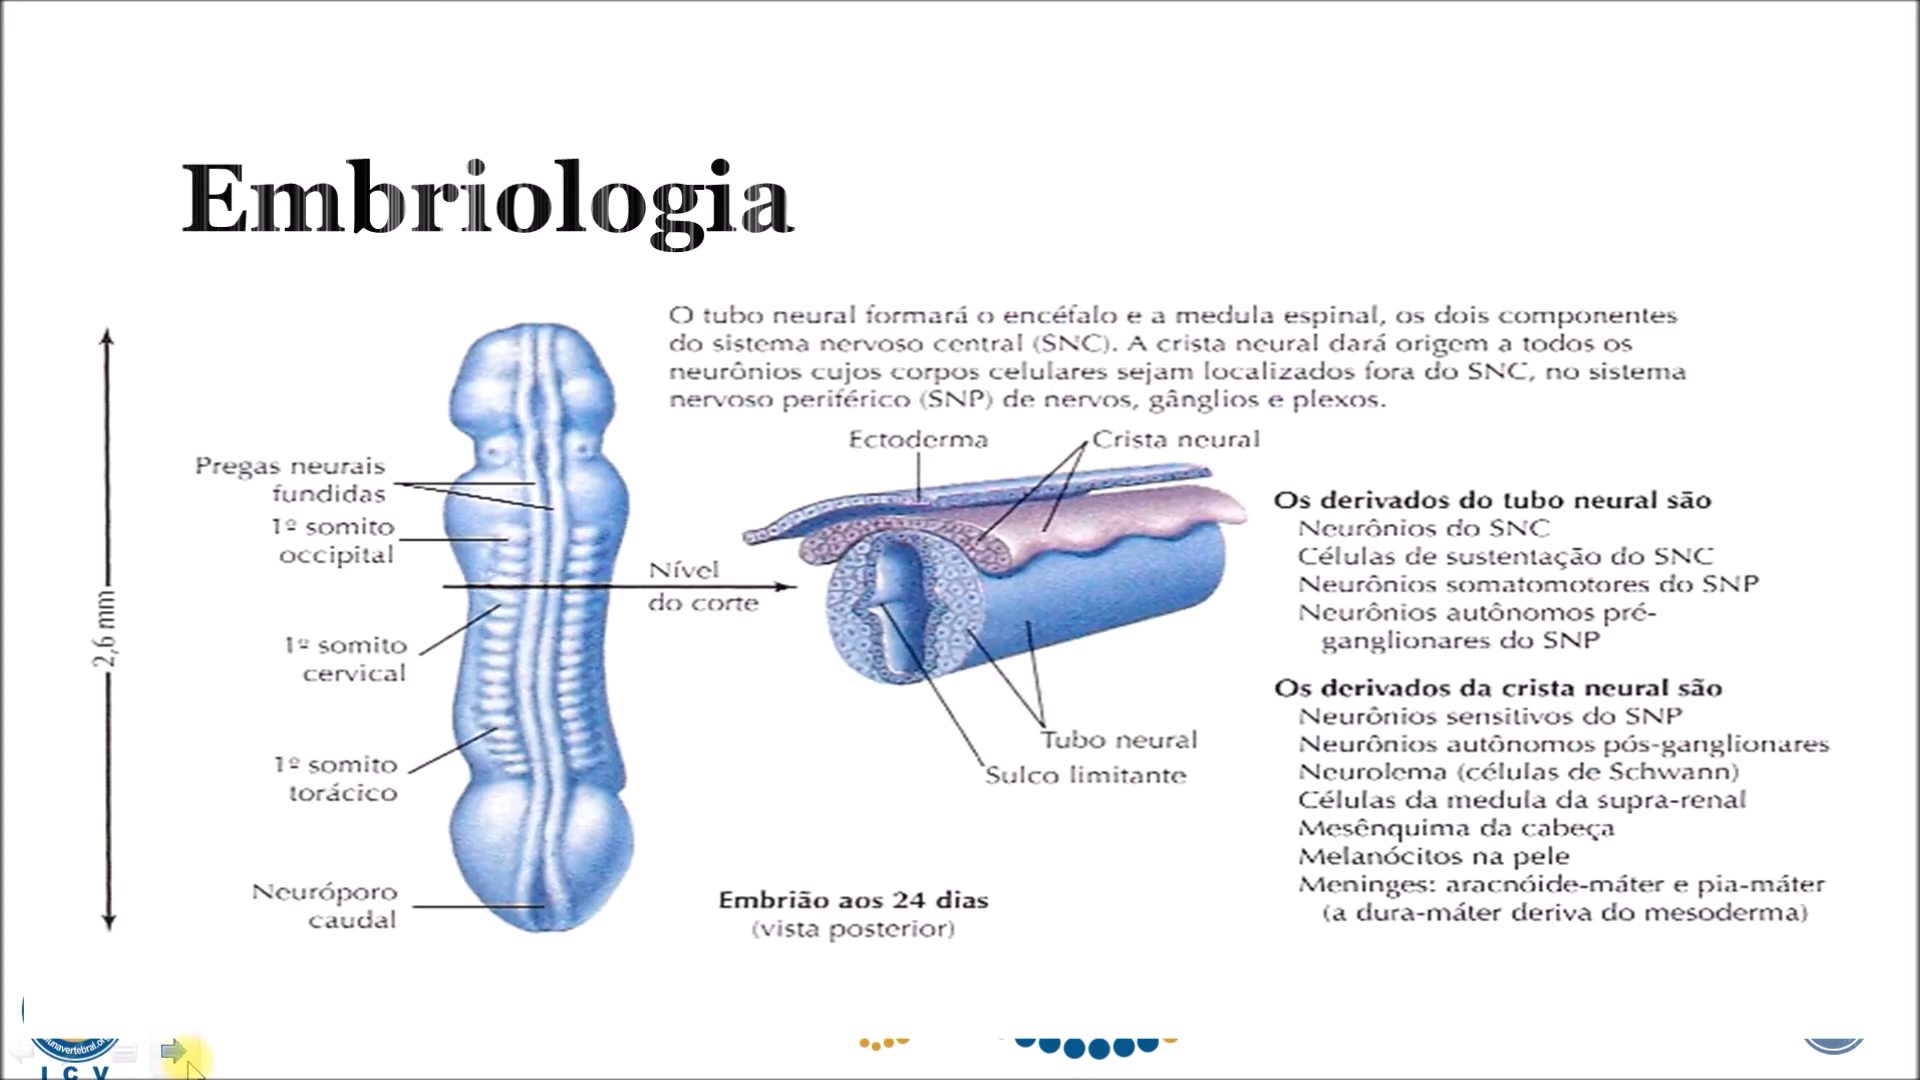 Embriologia
O tubo neural formará o encéfalo e a medula espinal, os dois componentes
do sistema nervoso central (SNC). A crista neural dará origem a todos os
neurônios cujos corpos celulares sejam localizados fora do SNC, no sistema
nervoso periférico (SNP) de nervos, gânglios e plexos.
Ectoderma
Crista neural
Pregas neurais
fundidas
1º somito
occipital
Nível
do corte
2,6 mm
1º somito
cervical
1º somito
torácico
Neuróporo
caudal
Tubo neural
Sulco limitante
Embrião aos 24 dias
(vista posterior)
Os derivados do tubo neural são
Neurônios do SNC
Células de sustentação do SNC
Neurônios somatomotores do SNP
Neurônios autônomos pré-
ganglionares do SNP
Os derivados da crista neural são
Neurônios sensitivos do SNP
Neurônios autônomos pós-ganglionares
Neurolema (células de Schwann)
Células da medula da supra-renal
Mesênquima da cabeça
Melanócitos na pele
Meninges: aracnóide-máter e pia-máter
(a dura-máter deriva do mesoderma)
I C V